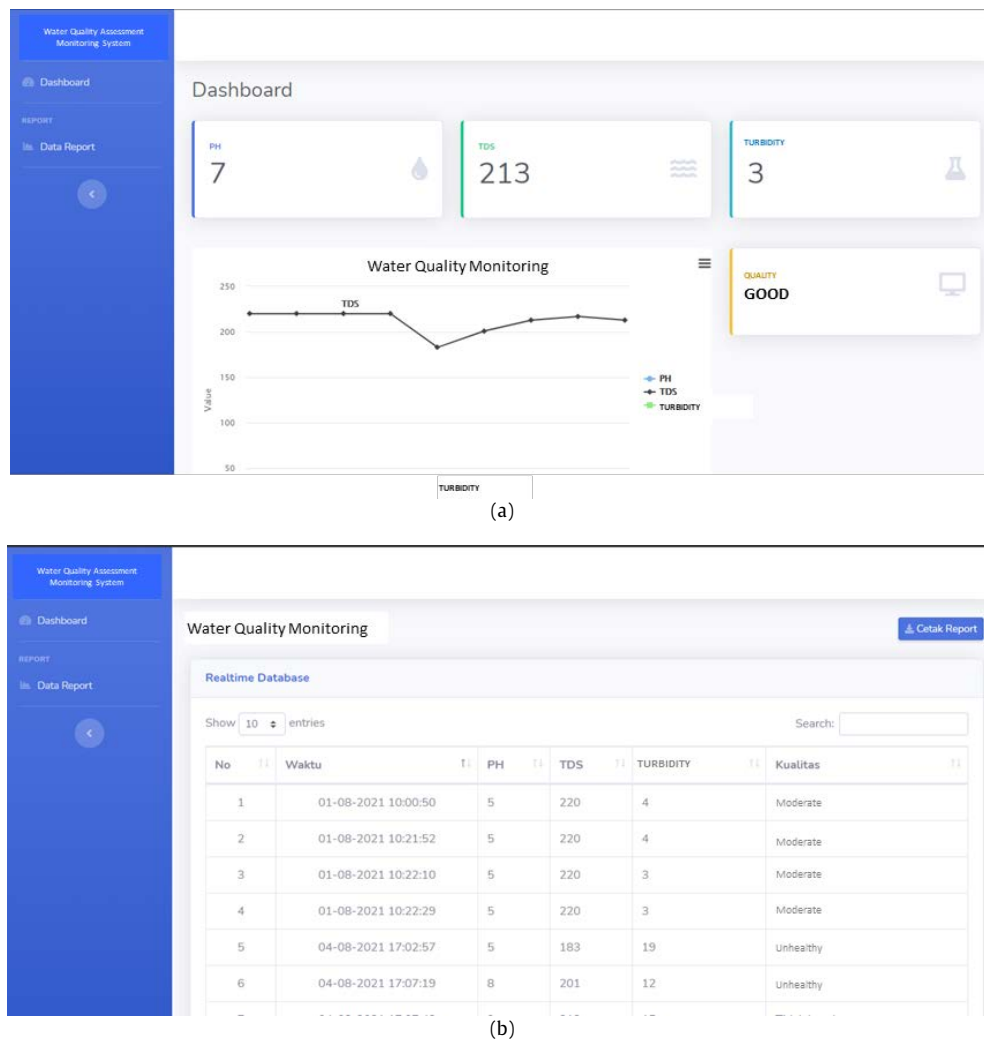 Water Quality Assessment
Monitoring System
Dashboard
REPORT
Data Report
Dashboard
PH
7
TDS
213
TURBIDITY
3
Water Quality Monitoring
QUALITY
GOOD
250
200
150
100
50
Value
TDS
PH
TDS
TURBIDITY
TURBIDITY
(a)
Water Quality Assessment
Monitoring System
Dashboard
REPORT
Data Report
Water Quality Monitoring
Cetak Report
Realtime Database
Show 10 entries
Search:
No Waktu PH TDS TURBIDITY Kualitas
1 01-08-2021 10:00:50 5 220 4 Moderate
2 01-08-2021 10:21:52 5 220 4 Moderate
3 01-08-2021 10:22:10 5 220 3 Moderate
4 01-08-2021 10:22:29 5 220 3 Moderate
5 04-08-2021 17:02:57 5 183 19 Unhealthy
6 04-08-2021 17:07:19 8 201 12 Unhealthy
(b)